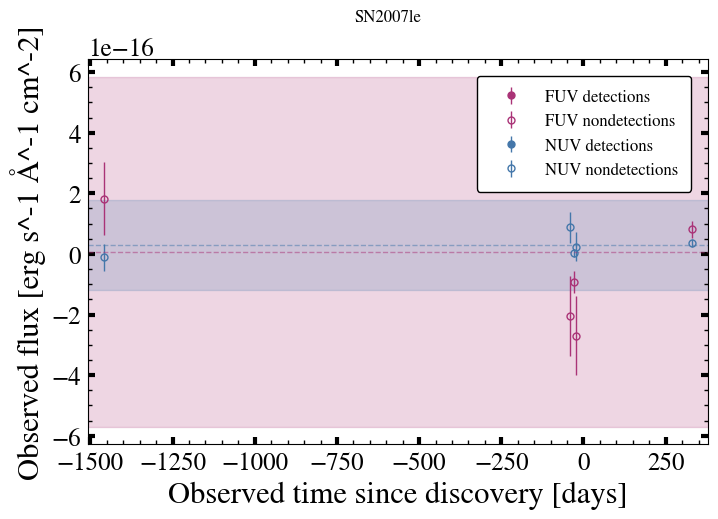 SN2007le
1e−16
Observed flux [erg s^-1 Å^-1 cm^-2]
6
4
2
0
−2
−4
−6
FUV detections
FUV nondetections
NUV detections
NUV nondetections
−1500 −1250 −1000 −750 −500 −250 0 250
Observed time since discovery [days]